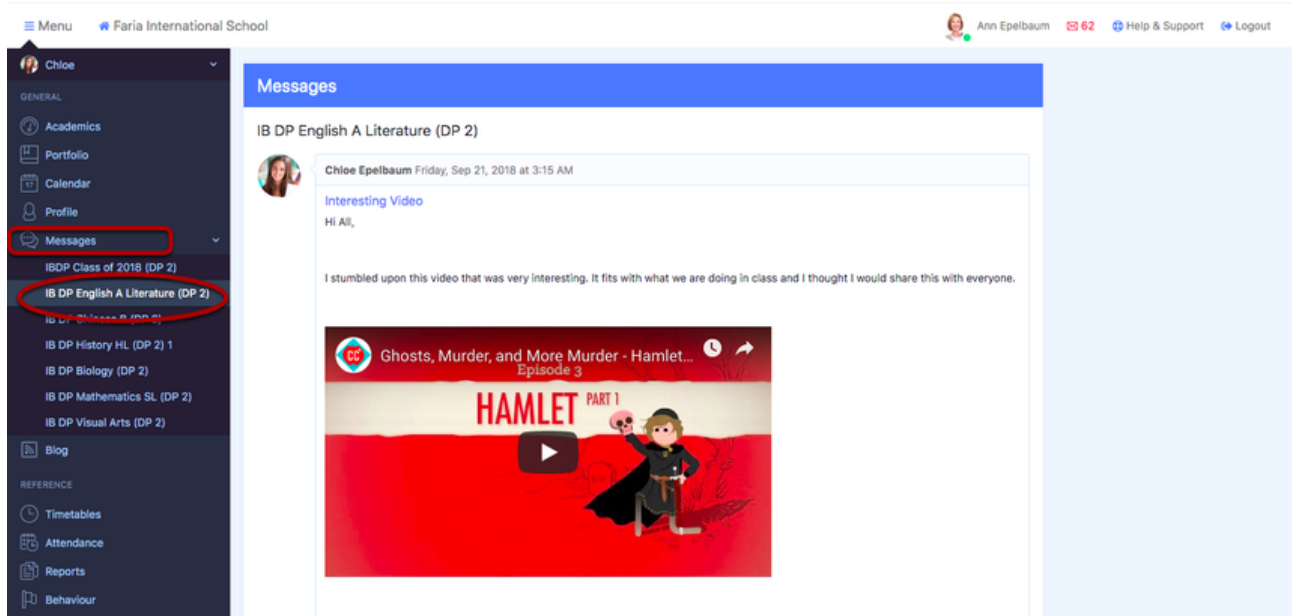 Menu Faria International School Ann Epelbaum 62 Help & Support Logout
Chloe
GENERAL
Academics
Portfolio
Calendar
Profile
Messages
IBDP Class of 2018 (DP 2)
IB DP English A Literature (DP 2)
IB DP Chinese B (DP 2)
IB DP History HL (DP 2) 1
IB DP Biology (DP 2)
IB DP Mathematics SL (DP 2)
IB DP Visual Arts (DP 2)
Blog
REFERENCE
Timetables
Attendance
Reports
Behaviour
Messages
IB DP English A Literature (DP 2)
Chloe Epelbaum Friday, Sep 21, 2018 at 3:15 AM
Interesting Video
Hi All,
I stumbled upon this video that was very interesting. It fits with what we are doing in class and I thought I would share this with everyone.
CC Ghosts, Murder, and More Murder - Hamlet...
Episode 3
HAMLET PART 1